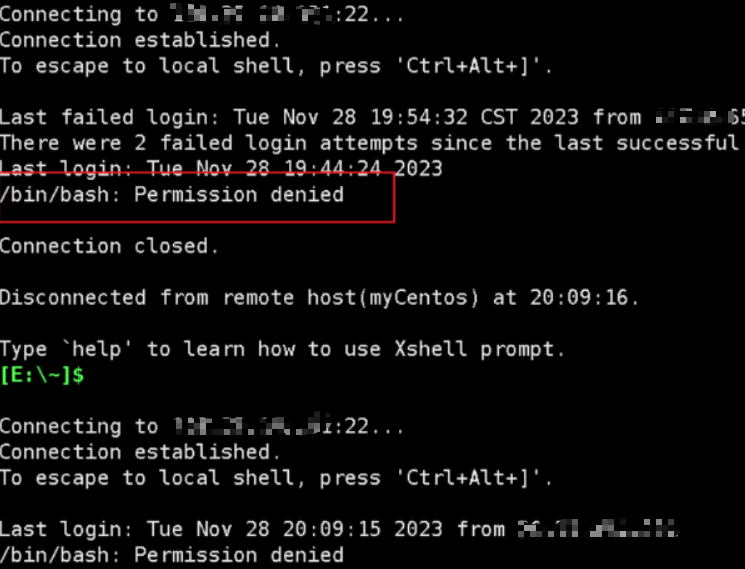 Connecting to :22...
Connection established.
To escape to local shell, press 'Ctrl+Alt+]'.
Last failed login: Tue Nov 28 19:54:32 CST 2023 from
There were 2 failed login attempts since the last successful
Last login: Tue Nov 28 19:44:24 2023
/bin/bash: Permission denied
Connection closed.
Disconnected from remote host(myCentos) at 20:09:16.
Type `help' to learn how to use Xshell prompt.
[E:\~]$
Connecting to :22...
Connection established.
To escape to local shell, press 'Ctrl+Alt+]'.
Last login: Tue Nov 28 20:09:15 2023 from
/bin/bash: Permission denied